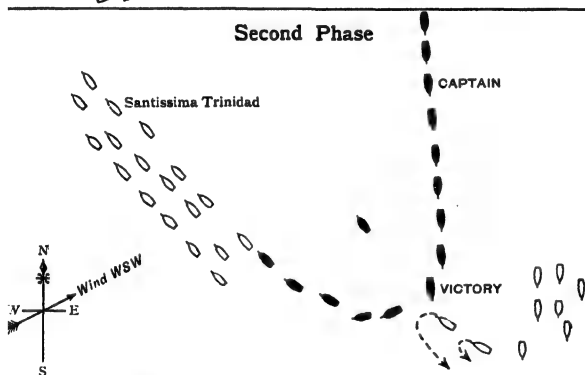 Second Phase
CAPTAIN
Santissima Trinidad
N
Wind WSW
W E
VICTORY
S